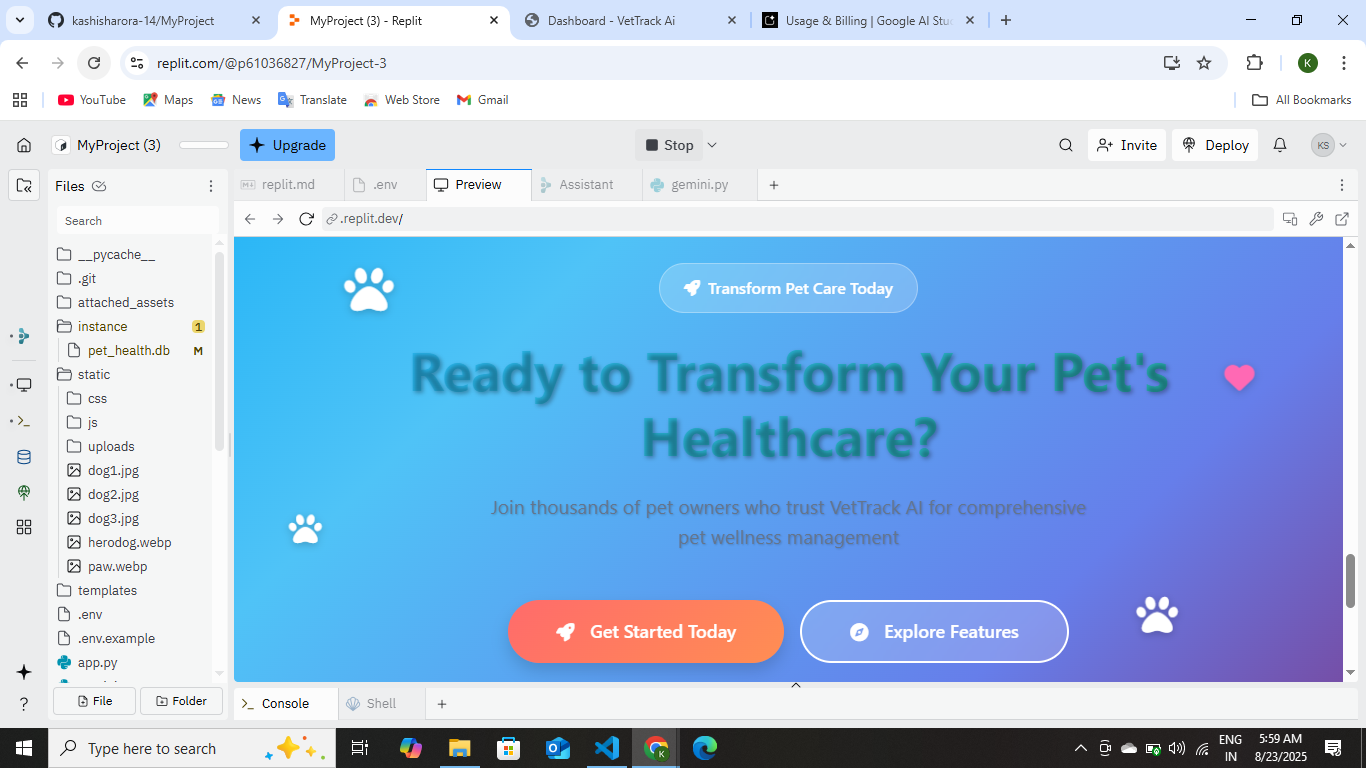 kashisharora-14/MyProject
MyProject (3) - Replit
Dashboard - VetTrack Ai
Usage & Billing | Google AI Stu
replit.com/@p61036827/MyProject-3
K
YouTube
Maps
News
Translate
Web Store
Gmail
All Bookmarks
MyProject (3)
Upgrade
Stop
Invite
Deploy
KS
Files
replit.md
.env
Preview
Assistant
gemini.py
Search
.replit.dev/
__pycache__
.git
attached_assets
instance
1
pet_health.db
M
static
css
js
uploads
dog1.jpg
dog2.jpg
dog3.jpg
herodog.webp
paw.webp
templates
.env
.env.example
app.py
File
Folder
Transform Pet Care Today
Ready to Transform Your Pet's
Healthcare?
Join thousands of pet owners who trust VetTrack AI for comprehensive
pet wellness management
Get Started Today
Explore Features
Console
Shell
Type here to search
ENG
IN
5:59 AM
8/23/2025